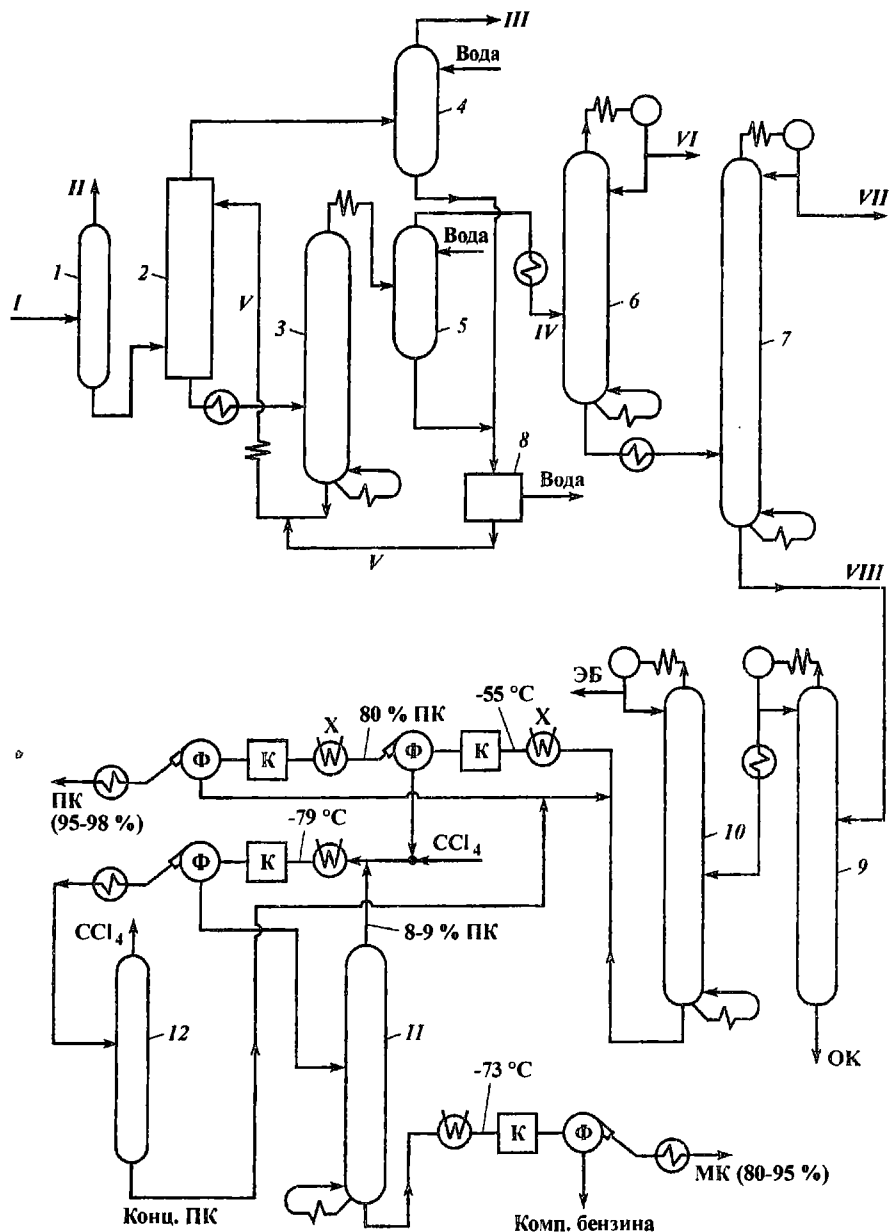 III
Вода
4
II
VI
VII
1
2
Вода
I
V
3
5
IV
6
7
8
Вода
V
VIII
ЭБ
-55 °C
X
80 % ПК
X
Ф
К
Ф
К
ПК
(95-98 %)
-79 °C
CCl4
Ф
К
10
9
CCl4
8-9 % ПК
12
11
ОК
-73 °C
К
Ф
МК (80-95 %)
Конц. ПК
Комп. бензина